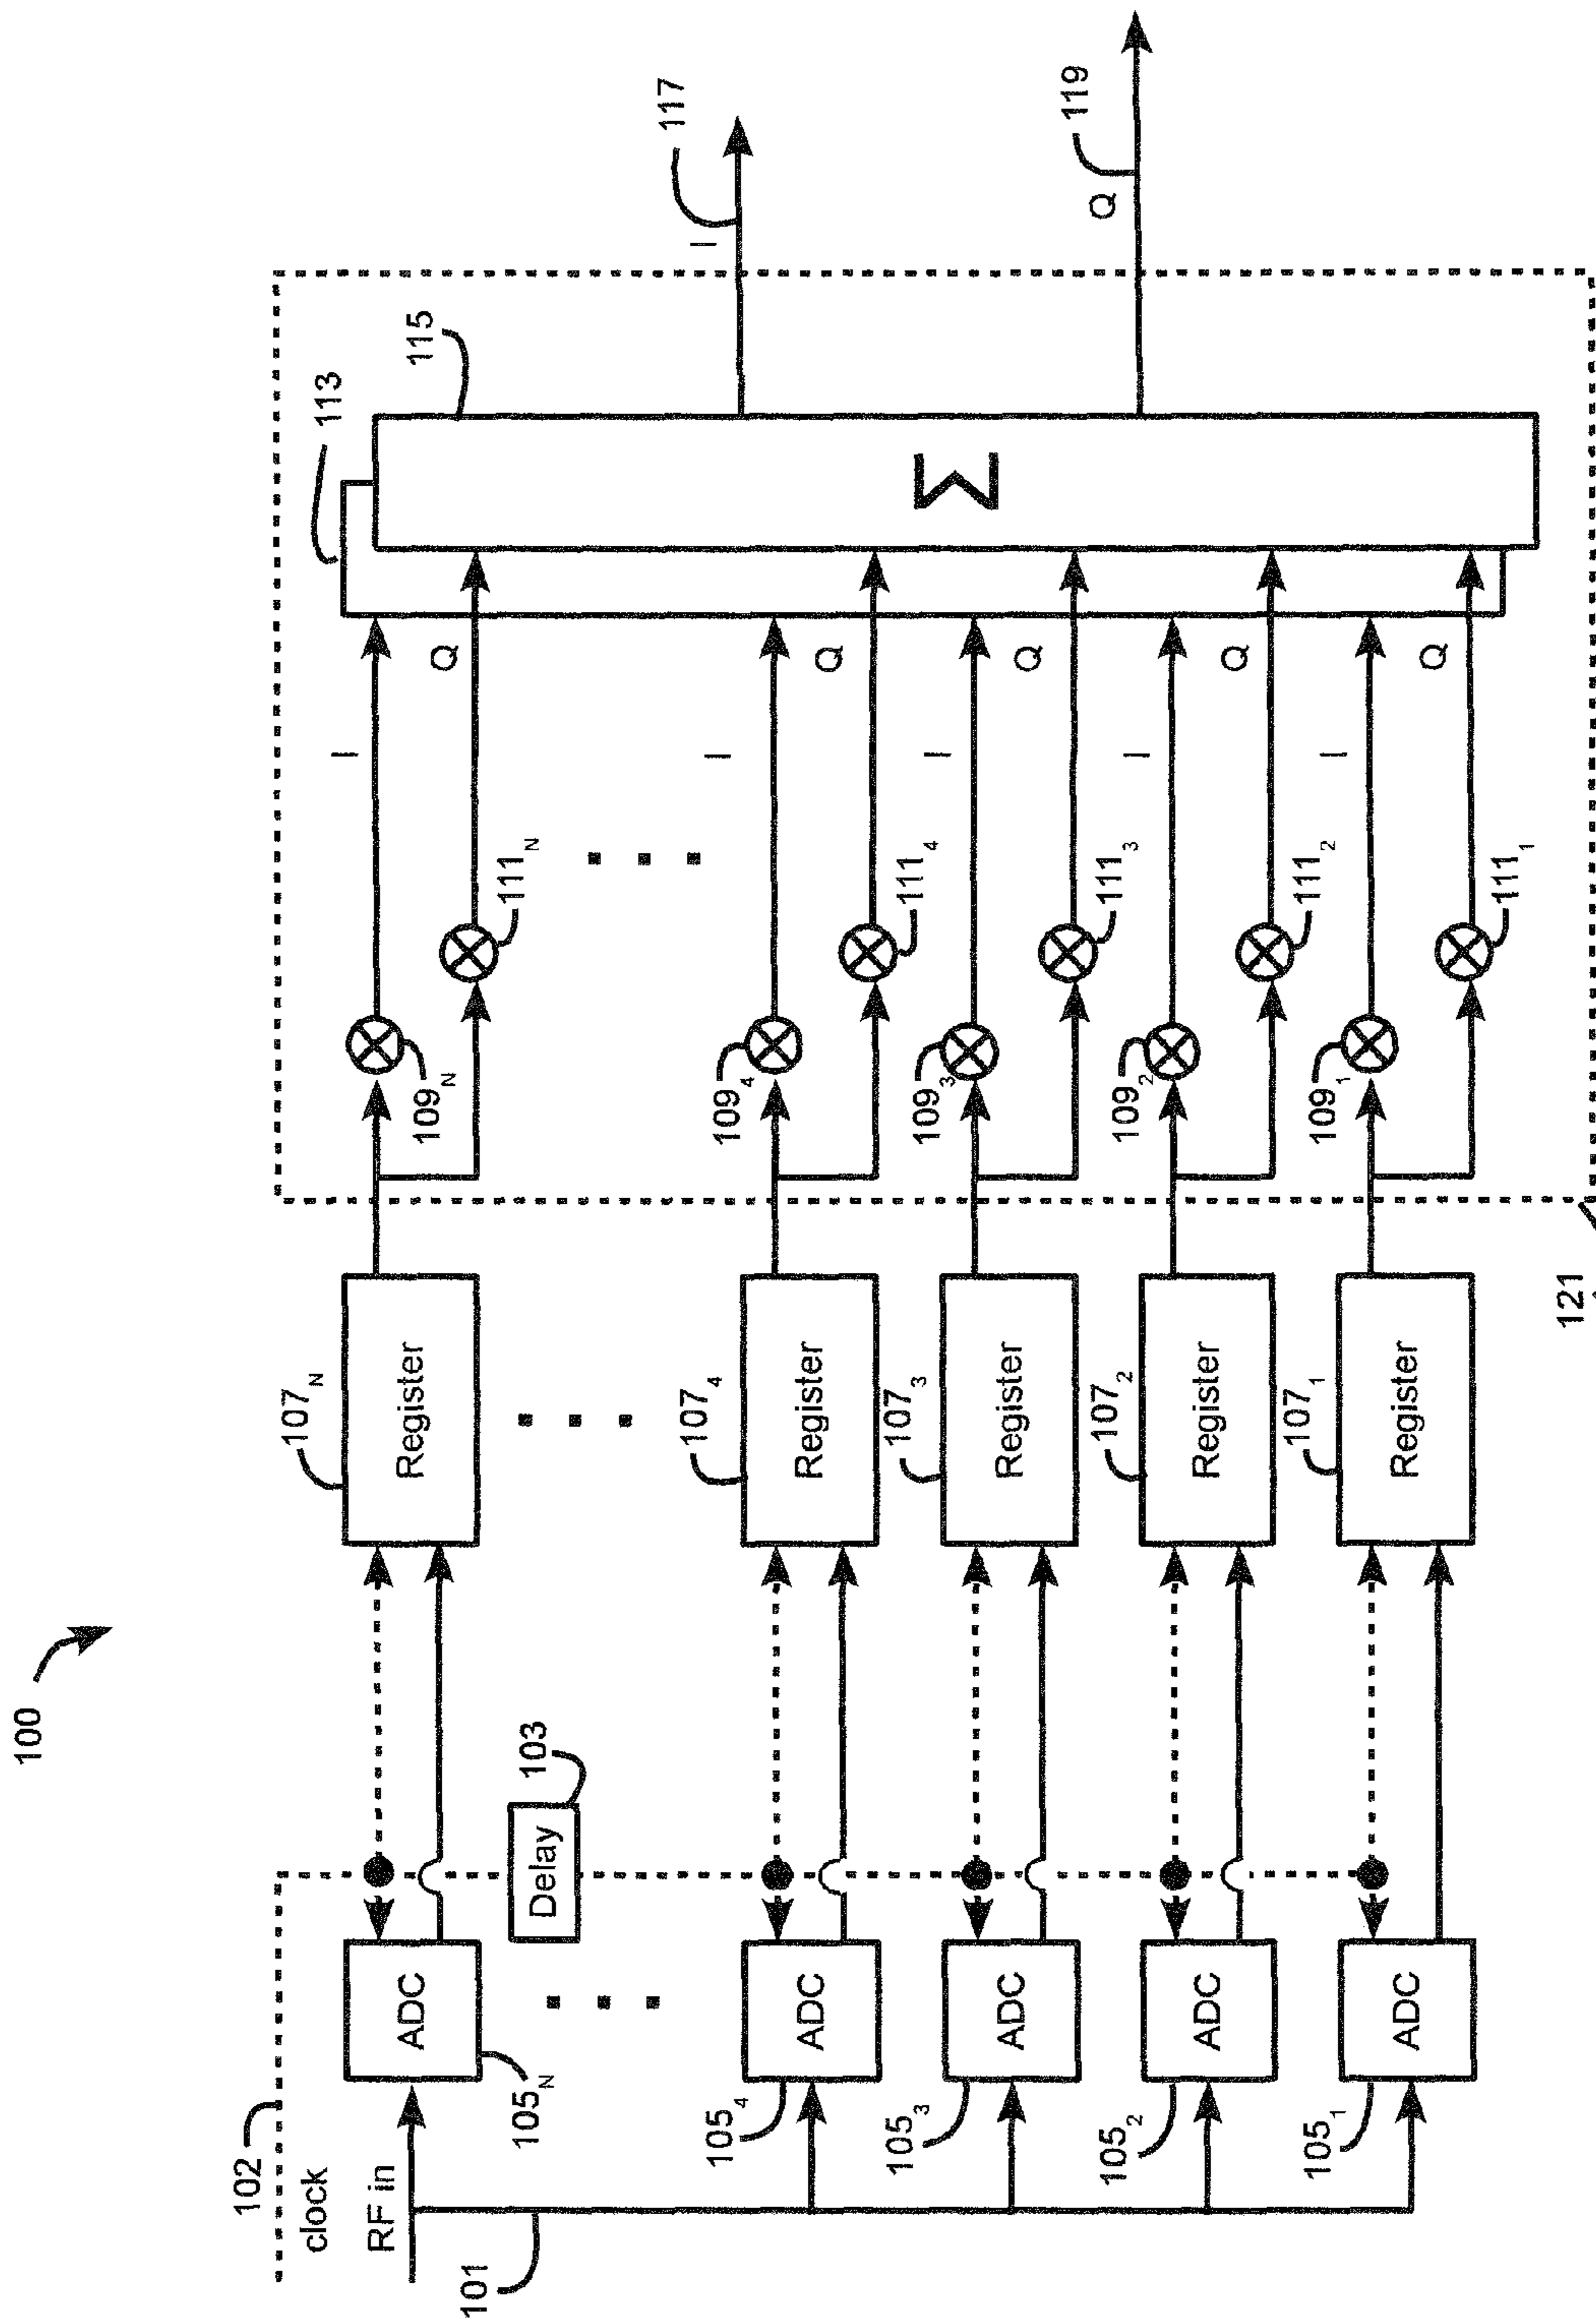 100
102
clock
RF in
101
ADC
105N
Delay
103
ADC
1054
ADC
1053
ADC
1052
ADC
1051
107N
Register
1074
Register
1073
Register
1072
Register
1071
Register
109N
111N
1094
1114
1093
1113
1092
1112
1091
1111
I
Q
I
Q
I
Q
I
Q
I
Q
113
115
Σ
I
117
Q
119
121